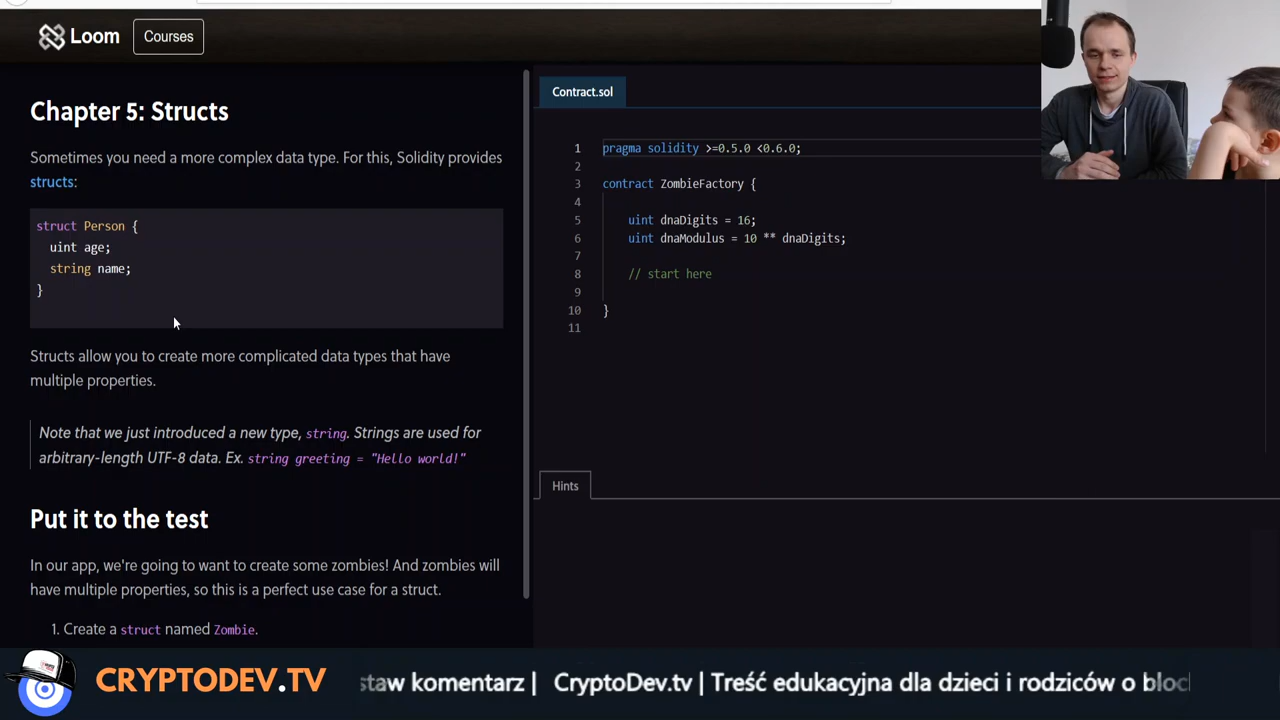 Loom
Courses
Chapter 5: Structs
Sometimes you need a more complex data type. For this, Solidity provides
structs:
struct Person {
uint age;
string name;
}
Structs allow you to create more complicated data types that have
multiple properties.
Note that we just introduced a new type, string. Strings are used for
arbitrary-length UTF-8 data. Ex. string greeting = "Hello world!"
Put it to the test
In our app, we're going to want to create some zombies! And zombies will
have multiple properties, so this is a perfect use case for a struct.
1. Create a struct named Zombie.
Contract.sol
1 pragma solidity >=0.5.0 <0.6.0;
2
3 contract ZombieFactory {
4
5 uint dnaDigits = 16;
6 uint dnaModulus = 10 ** dnaDigits;
7
8 // start here
9
10 }
11
Hints
CRYPTODEV.TV
staw komentarz | CryptoDev.tv | Treść edukacyjna dla dzieci i rodziców o bloc